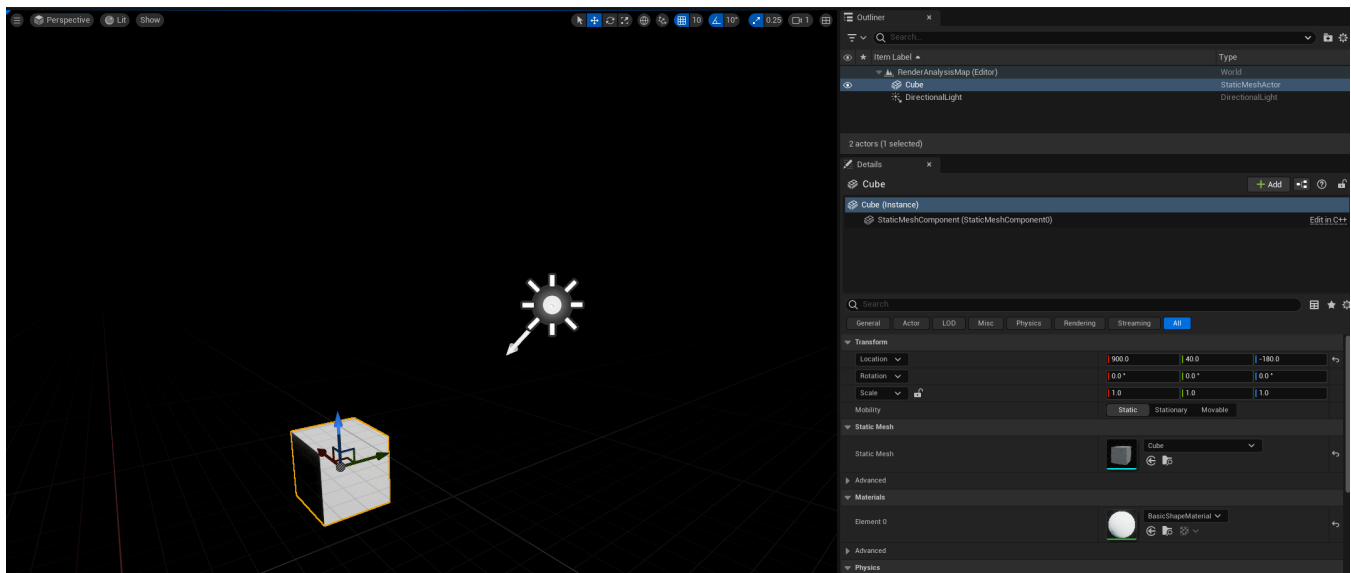 Perspective Lit Show 10 10° 0.25 1
Outliner
Search...
Item Label Type
RenderAnalysisMap (Editor) World
Cube StaticMeshActor
DirectionalLight DirectionalLight
2 actors (1 selected)
Details
Cube Add
Cube (Instance)
StaticMeshComponent (StaticMeshComponent0) Edit in C++
Search
General Actor LOD Misc Physics Rendering Streaming All
Transform
Location 900.0 40.0 -180.0
Rotation 0.0° 0.0° 0.0°
Scale 1.0 1.0 1.0
Mobility Static Stationary Movable
Static Mesh
Static Mesh Cube
Advanced
Materials
Element 0 BasicShapeMaterial
Advanced
Physics